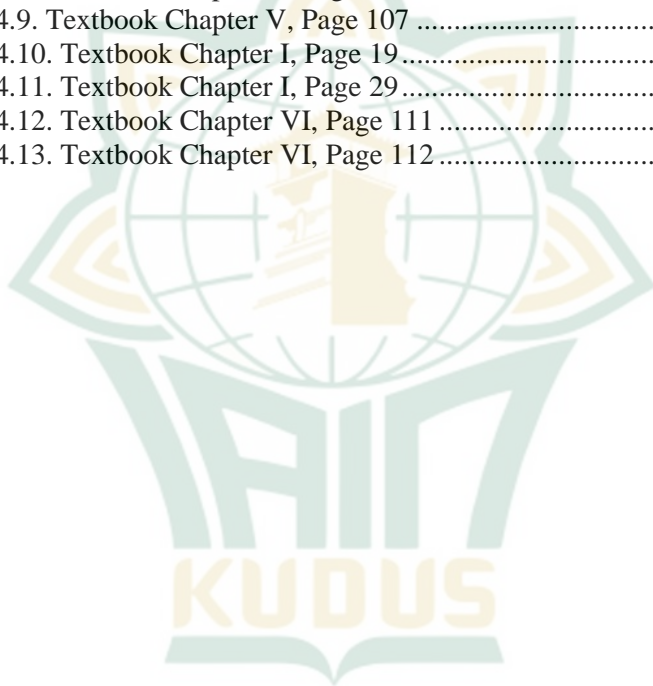 4.9. Textbook Chapter V, Page 107 ................................
4.10. Textbook Chapter I, Page 19 ..................................
4.11. Textbook Chapter I, Page 29 ..................................
4.12. Textbook Chapter VI, Page 111 .............................
4.13. Textbook Chapter VI, Page 112 .............................
IAIN
KUDUS